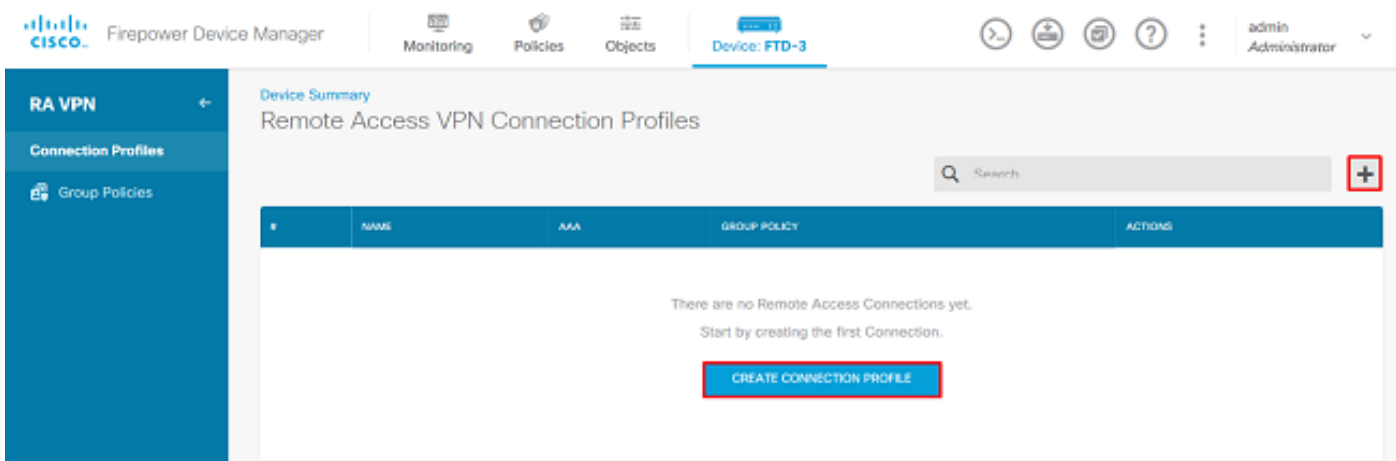 CISCO
Firepower Device Manager
Monitoring
Policies
Objects
Device: FTD-3
admin
Administrator
RA VPN
Connection Profiles
Group Policies
Device Summary
Remote Access VPN Connection Profiles
Search
# NAME AAA GROUP POLICY ACTIONS
There are no Remote Access Connections yet.
Start by creating the first Connection.
CREATE CONNECTION PROFILE